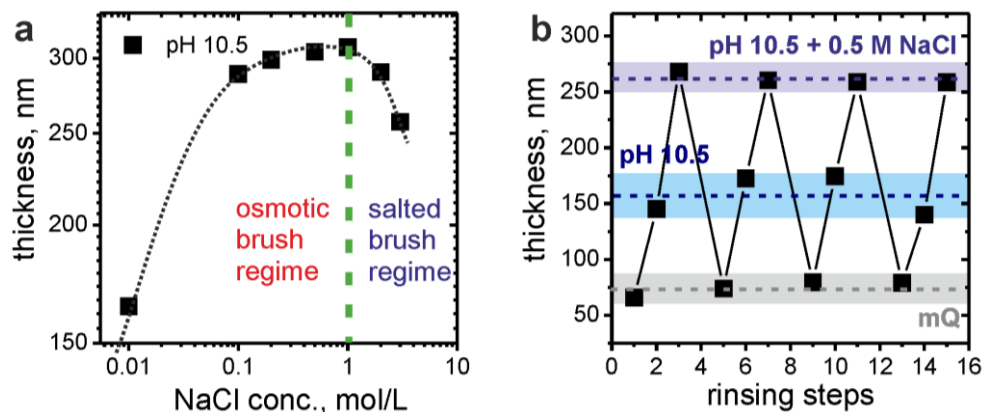 a
pH 10.5
300
250
200
150
thickness, nm
osmotic
brush
regime
salted
brush
regime
0.01
0.1
1
10
NaCl conc., mol/L
b
pH 10.5 + 0.5 M NaCl
pH 10.5
mQ
300
250
200
150
100
50
thickness, nm
0 2 4 6 8 10 12 14 16
rinsing steps